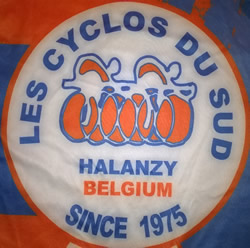 LES CYCLOS DU SUD
HALANZY
BELGIUM
SINCE 1975